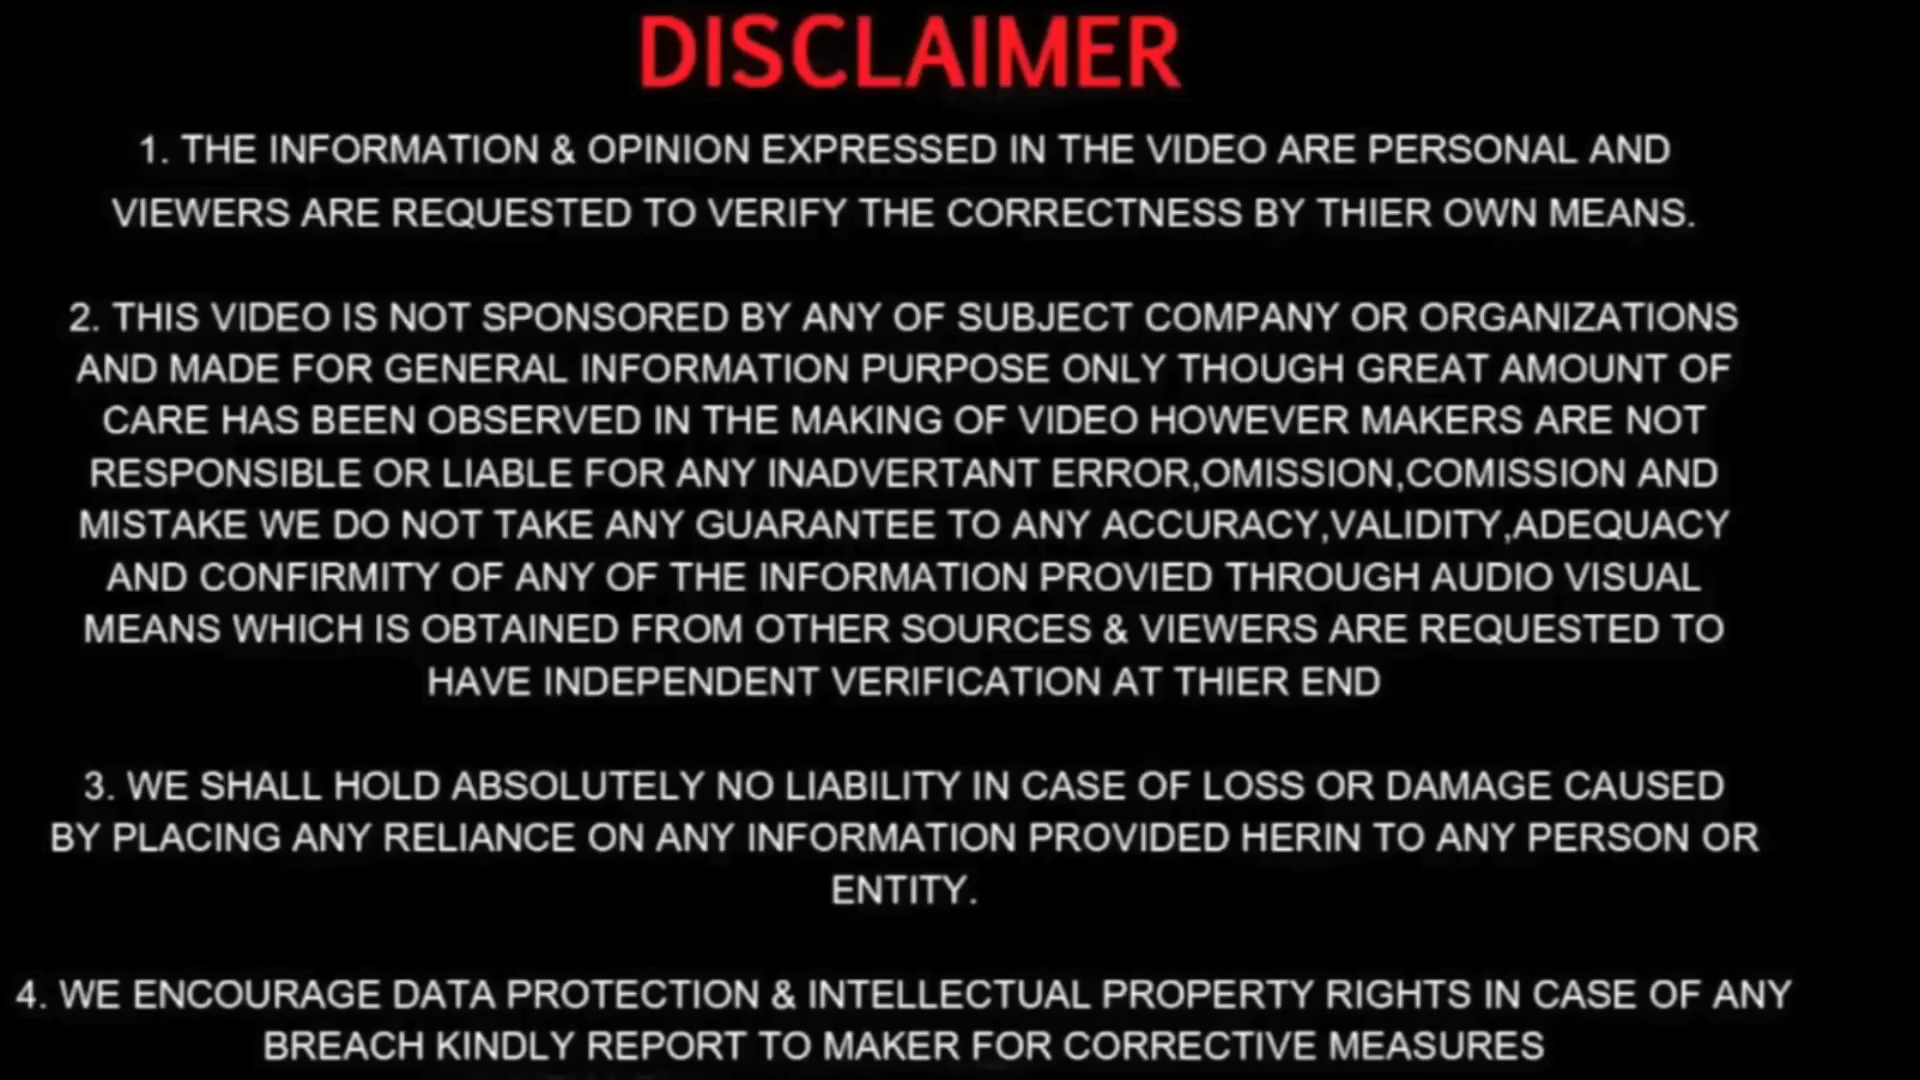 DISCLAIMER
1. THE INFORMATION & OPINION EXPRESSED IN THE VIDEO ARE PERSONAL AND
VIEWERS ARE REQUESTED TO VERIFY THE CORRECTNESS BY THIER OWN MEANS.
2. THIS VIDEO IS NOT SPONSORED BY ANY OF SUBJECT COMPANY OR ORGANIZATIONS
AND MADE FOR GENERAL INFORMATION PURPOSE ONLY THOUGH GREAT AMOUNT OF
CARE HAS BEEN OBSERVED IN THE MAKING OF VIDEO HOWEVER MAKERS ARE NOT
RESPONSIBLE OR LIABLE FOR ANY INADVERTANT ERROR,OMISSION,COMISSION AND
MISTAKE WE DO NOT TAKE ANY GUARANTEE TO ANY ACCURACY,VALIDITY,ADEQUACY
AND CONFIRMITY OF ANY OF THE INFORMATION PROVIED THROUGH AUDIO VISUAL
MEANS WHICH IS OBTAINED FROM OTHER SOURCES & VIEWERS ARE REQUESTED TO
HAVE INDEPENDENT VERIFICATION AT THIER END
3. WE SHALL HOLD ABSOLUTELY NO LIABILITY IN CASE OF LOSS OR DAMAGE CAUSED
BY PLACING ANY RELIANCE ON ANY INFORMATION PROVIDED HERIN TO ANY PERSON OR
ENTITY.
4. WE ENCOURAGE DATA PROTECTION & INTELLECTUAL PROPERTY RIGHTS IN CASE OF ANY
BREACH KINDLY REPORT TO MAKER FOR CORRECTIVE MEASURES